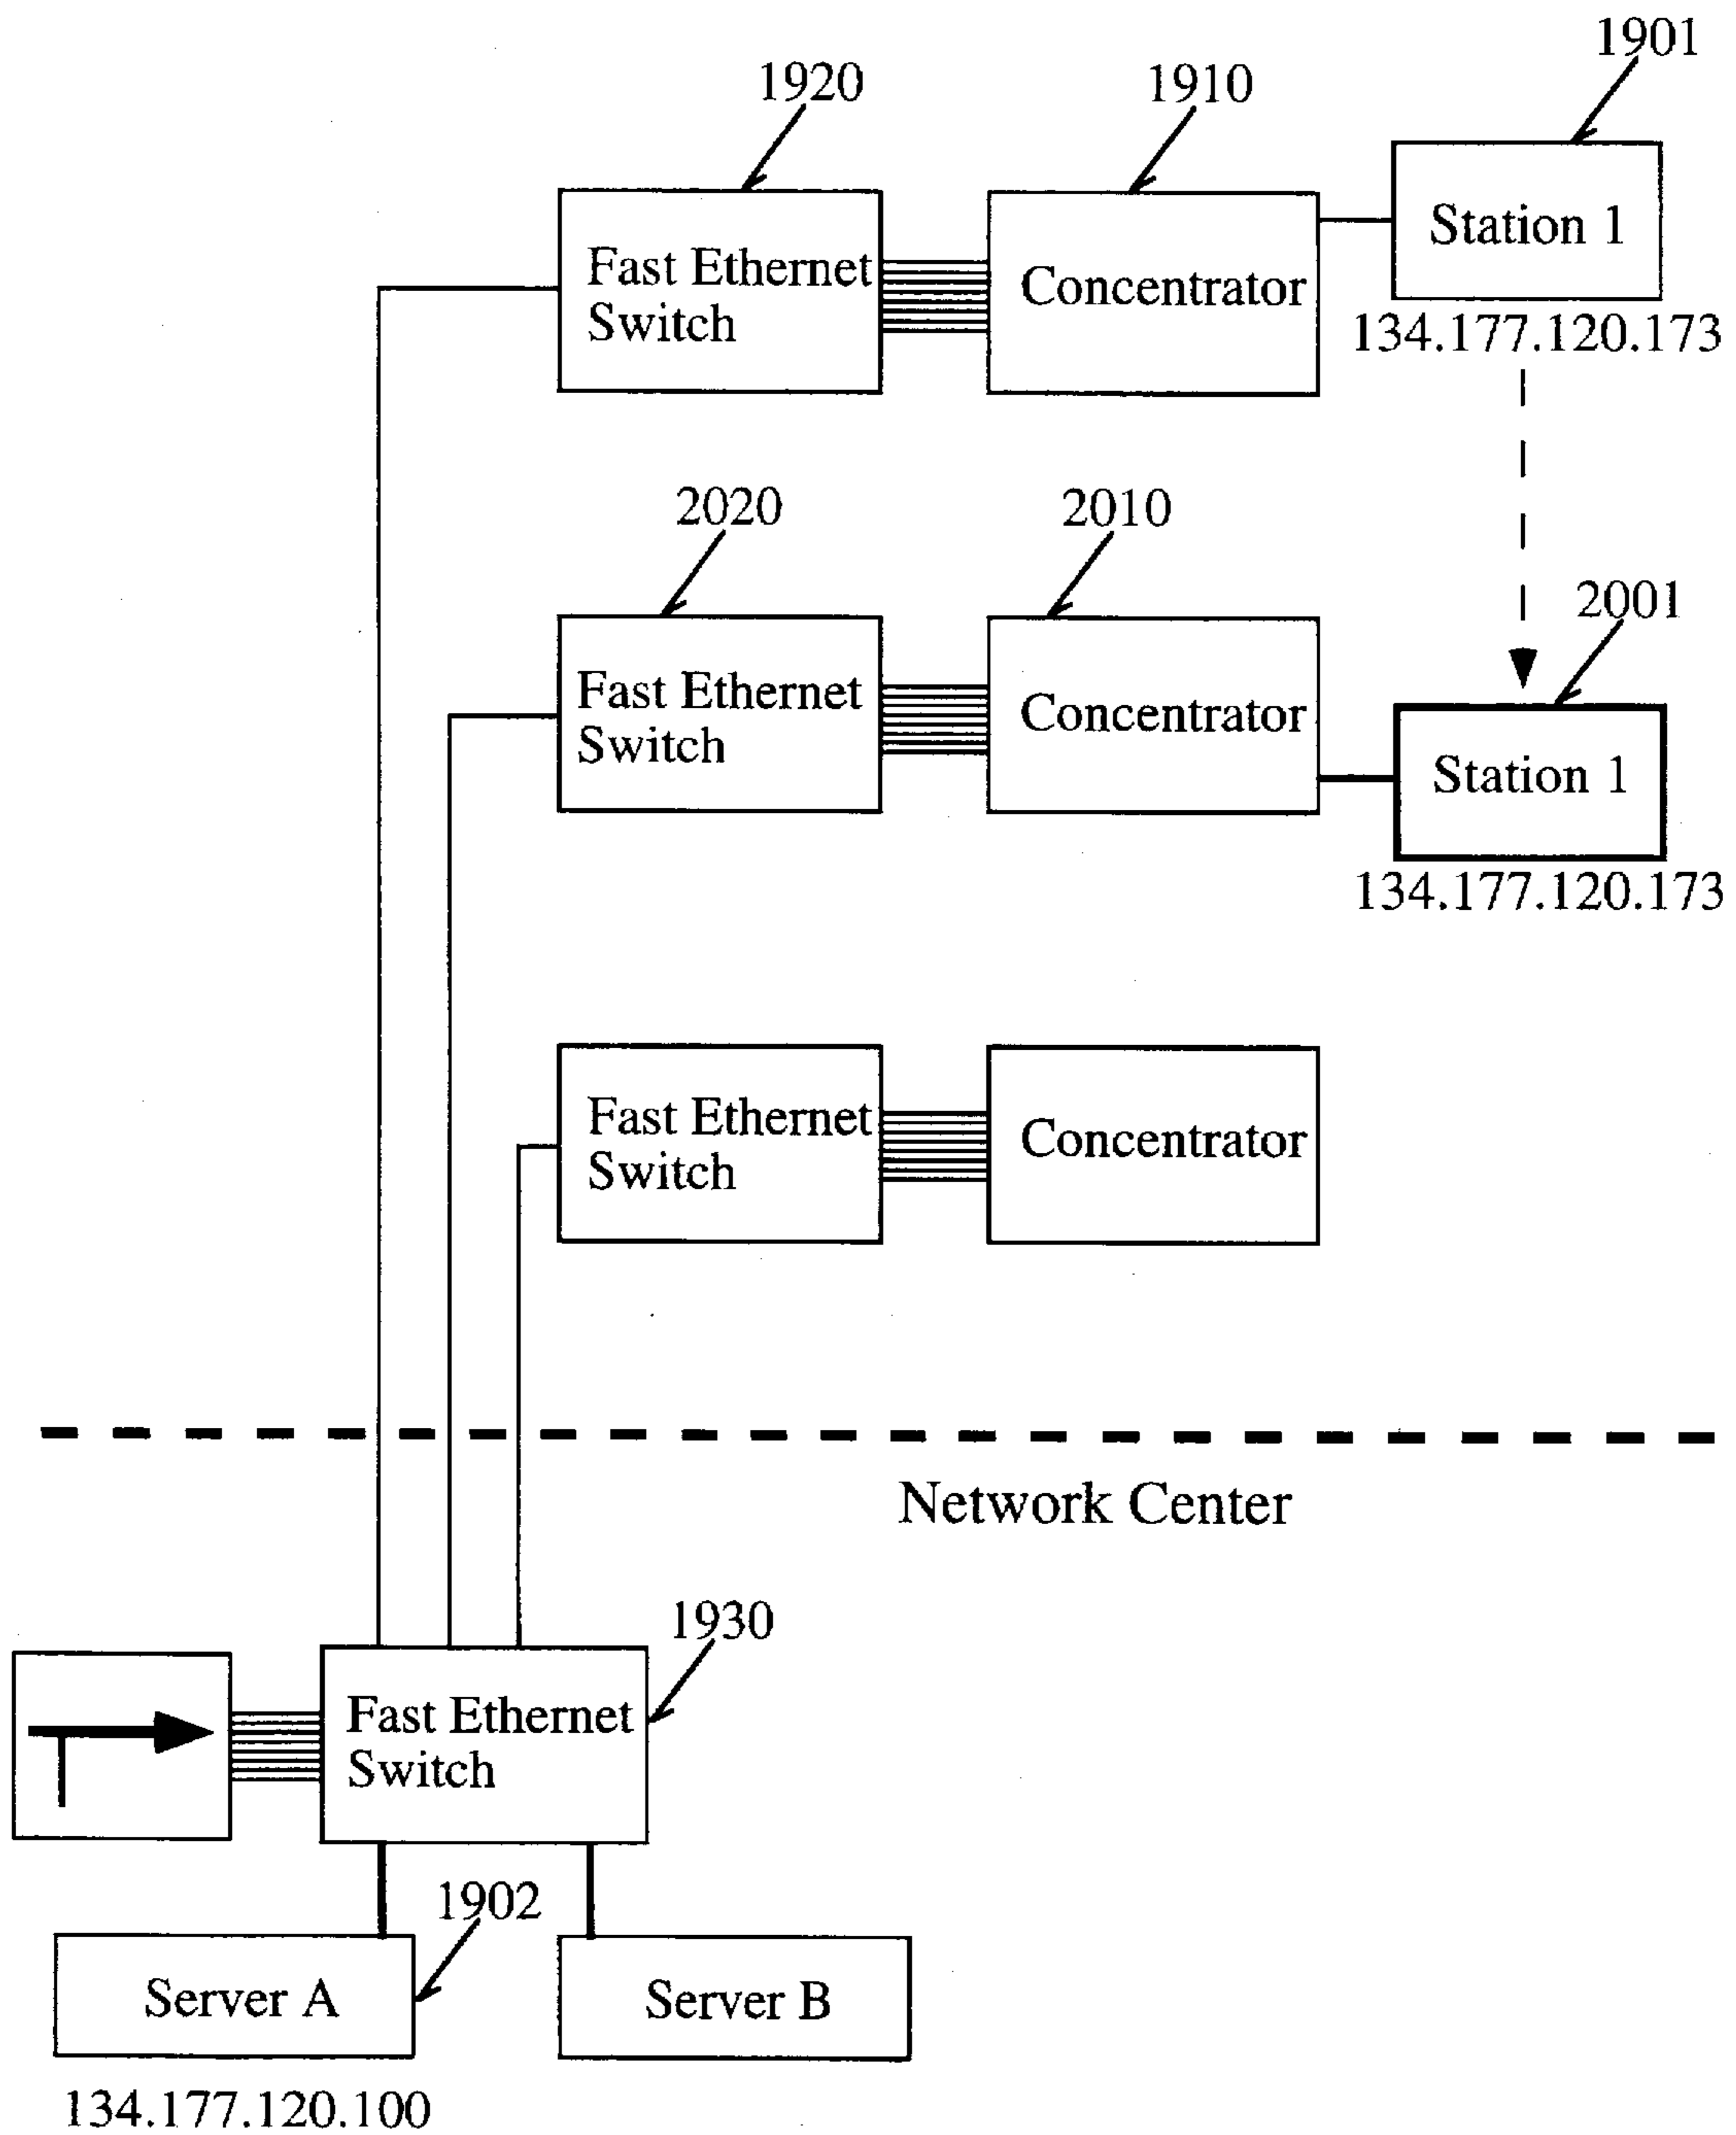 1901
1920
1910
Station 1
Fast Ethernet
Switch
Concentrator
134.177.120.173
2020
2010
2001
Fast Ethernet
Switch
Concentrator
Station 1
134.177.120.173
Fast Ethernet
Switch
Concentrator
Network Center
1930
Fast Ethernet
Switch
1902
Server A
Server B
134.177.120.100